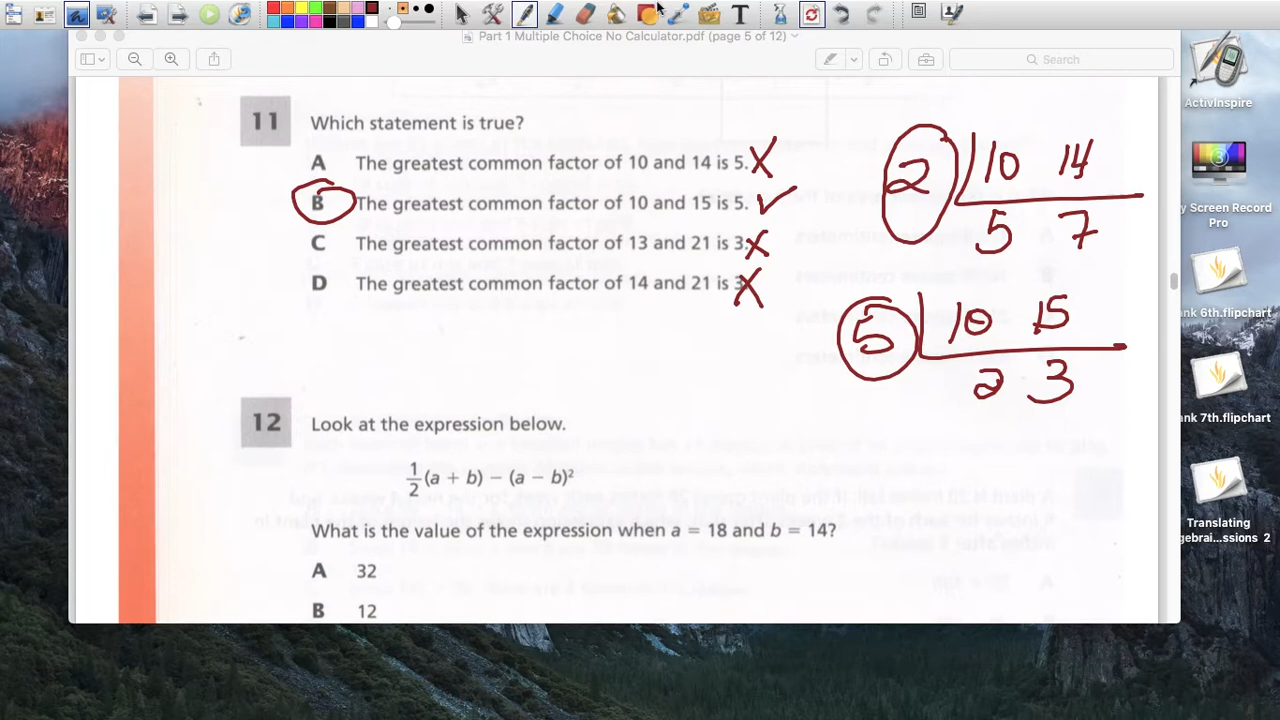 Part 1 Multiple Choice No Calculator.pdf (page 5 of 12)
Search
11 Which statement is true?
A The greatest common factor of 10 and 14 is 5. X
B The greatest common factor of 10 and 15 is 5. ✓
C The greatest common factor of 13 and 21 is 3. X
D The greatest common factor of 14 and 21 is 3 X
2 10 14
5 7
5 10 15
2 3
12 Look at the expression below.
1/2(a + b) − (a − b)²
What is the value of the expression when a = 18 and b = 14?
A 32
B 12
ActivInspire
3
y Screen Record
Pro
nk 6th.flipchart
nk 7th.flipchart
Translating
gebrai...ssions 2